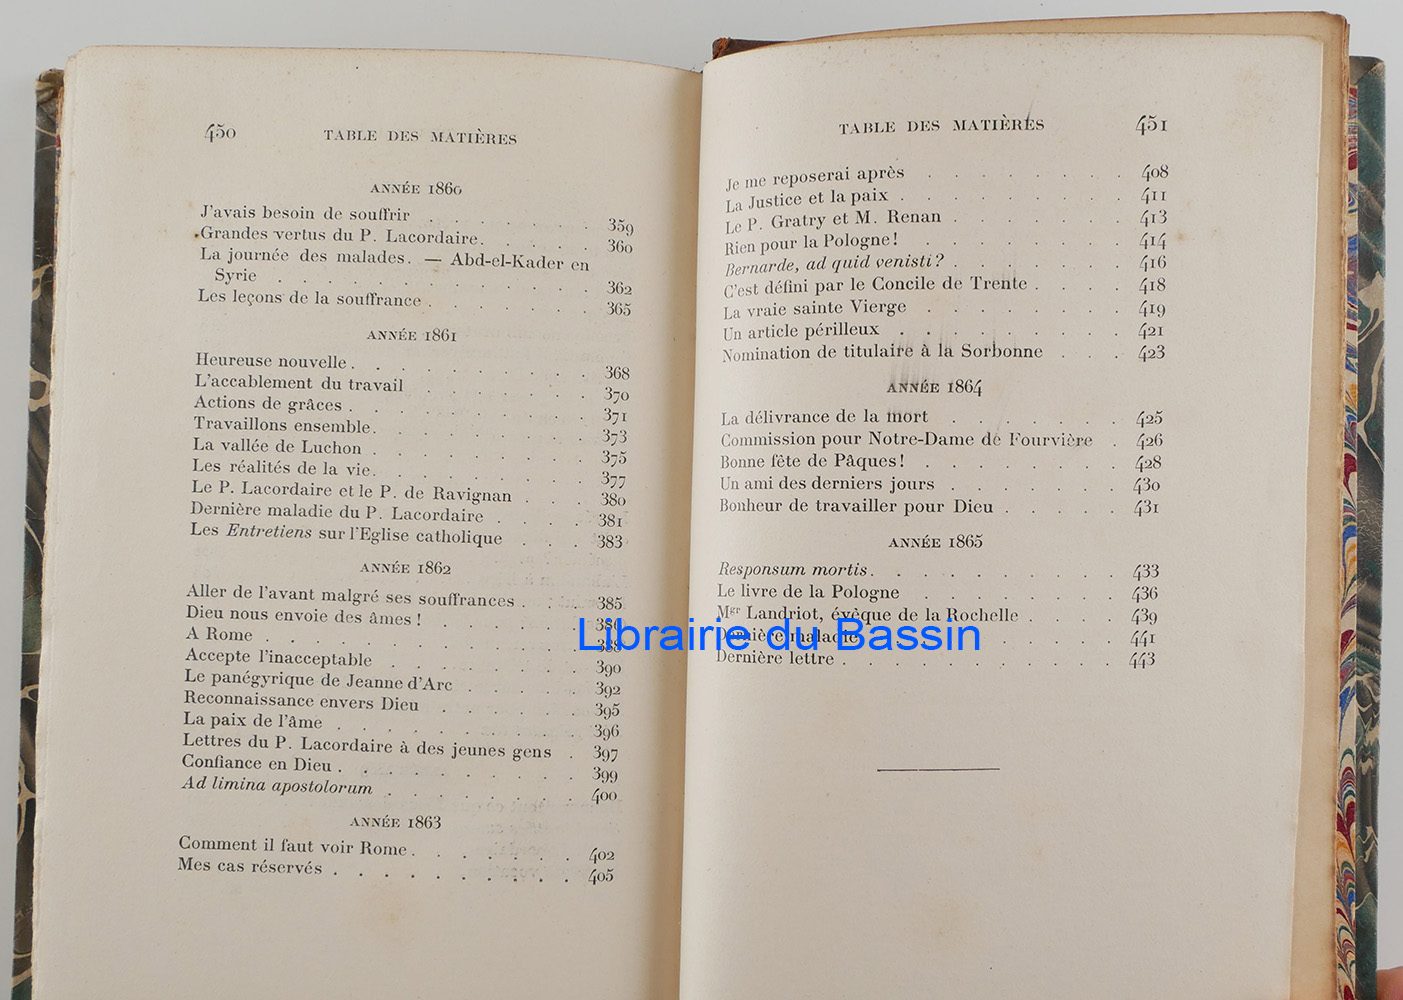 450 TABLE DES MATIÈRES
ANNÉE 1860
J'avais besoin de souffrir . . . . . . . 359
Grandes vertus du P. Lacordaire. . . . . . 360
La journée des malades. — Abd-el-Kader en
Syrie . . . . . . . . . . . . 362
Les leçons de la souffrance . . . . . . . 365
ANNÉE 1861
Heureuse nouvelle . . . . . . . . . 368
L'accablement du travail . . . . . . . 370
Actions de grâces . . . . . . . . . 371
Travaillons ensemble. . . . . . . . . 373
La vallée de Luchon . . . . . . . . 375
Les réalités de la vie. . . . . . . . . 377
Le P. Lacordaire et le P. de Ravignan . . . 380
Dernière maladie du P. Lacordaire . . . . 381
Les Entretiens sur l'Eglise catholique . . . 383
ANNÉE 1862
Aller de l'avant malgré ses souffrances . . . 385
Dieu nous envoie des âmes ! . . . . . . 386
A Rome . . . . . . . . . . . 388
Accepte l'inacceptable . . . . . . . 390
Le panégyrique de Jeanne d'Arc . . . . . 392
Reconnaissance envers Dieu . . . . . 395
La paix de l'âme . . . . . . . . . 396
Lettres du P. Lacordaire à des jeunes gens . 397
Confiance en Dieu . . . . . . . . . 399
Ad limina apostolorum . . . . . . . . 400
ANNÉE 1863
Comment il faut voir Rome . . . . . . . 402
Mes cas réservés . . . . . . . . . . 405
TABLE DES MATIÈRES 451
Je me reposerai après . . . . . . . . 408
La Justice et la paix . . . . . . . . . 411
Le P. Gratry et M. Renan . . . . . . . 413
Rien pour la Pologne ! . . . . . . . . 414
Bernarde, ad quid venisti ? . . . . . . . 416
C'est défini par le Concile de Trente . . . . 418
La vraie sainte Vierge . . . . . . . . 419
Un article périlleux . . . . . . . . . 421
Nomination de titulaire à la Sorbonne . . . 423
ANNÉE 1864
La délivrance de la mort . . . . . . . 425
Commission pour Notre-Dame de Fourvière . 426
Bonne fête de Pâques ! . . . . . . . . 428
Un ami des derniers jours . . . . . . . 430
Bonheur de travailler pour Dieu . . . . . 431
ANNÉE 1865
Responsum mortis . . . . . . . . . . 433
Le livre de la Pologne . . . . . . . . 436
Mgr Landriot, évêque de la Rochelle . . . . 439
Dernière maladie . . . . . . . . . . 441
Librairie du Bassin
Dernière lettre . . . . . . . . . . . 443